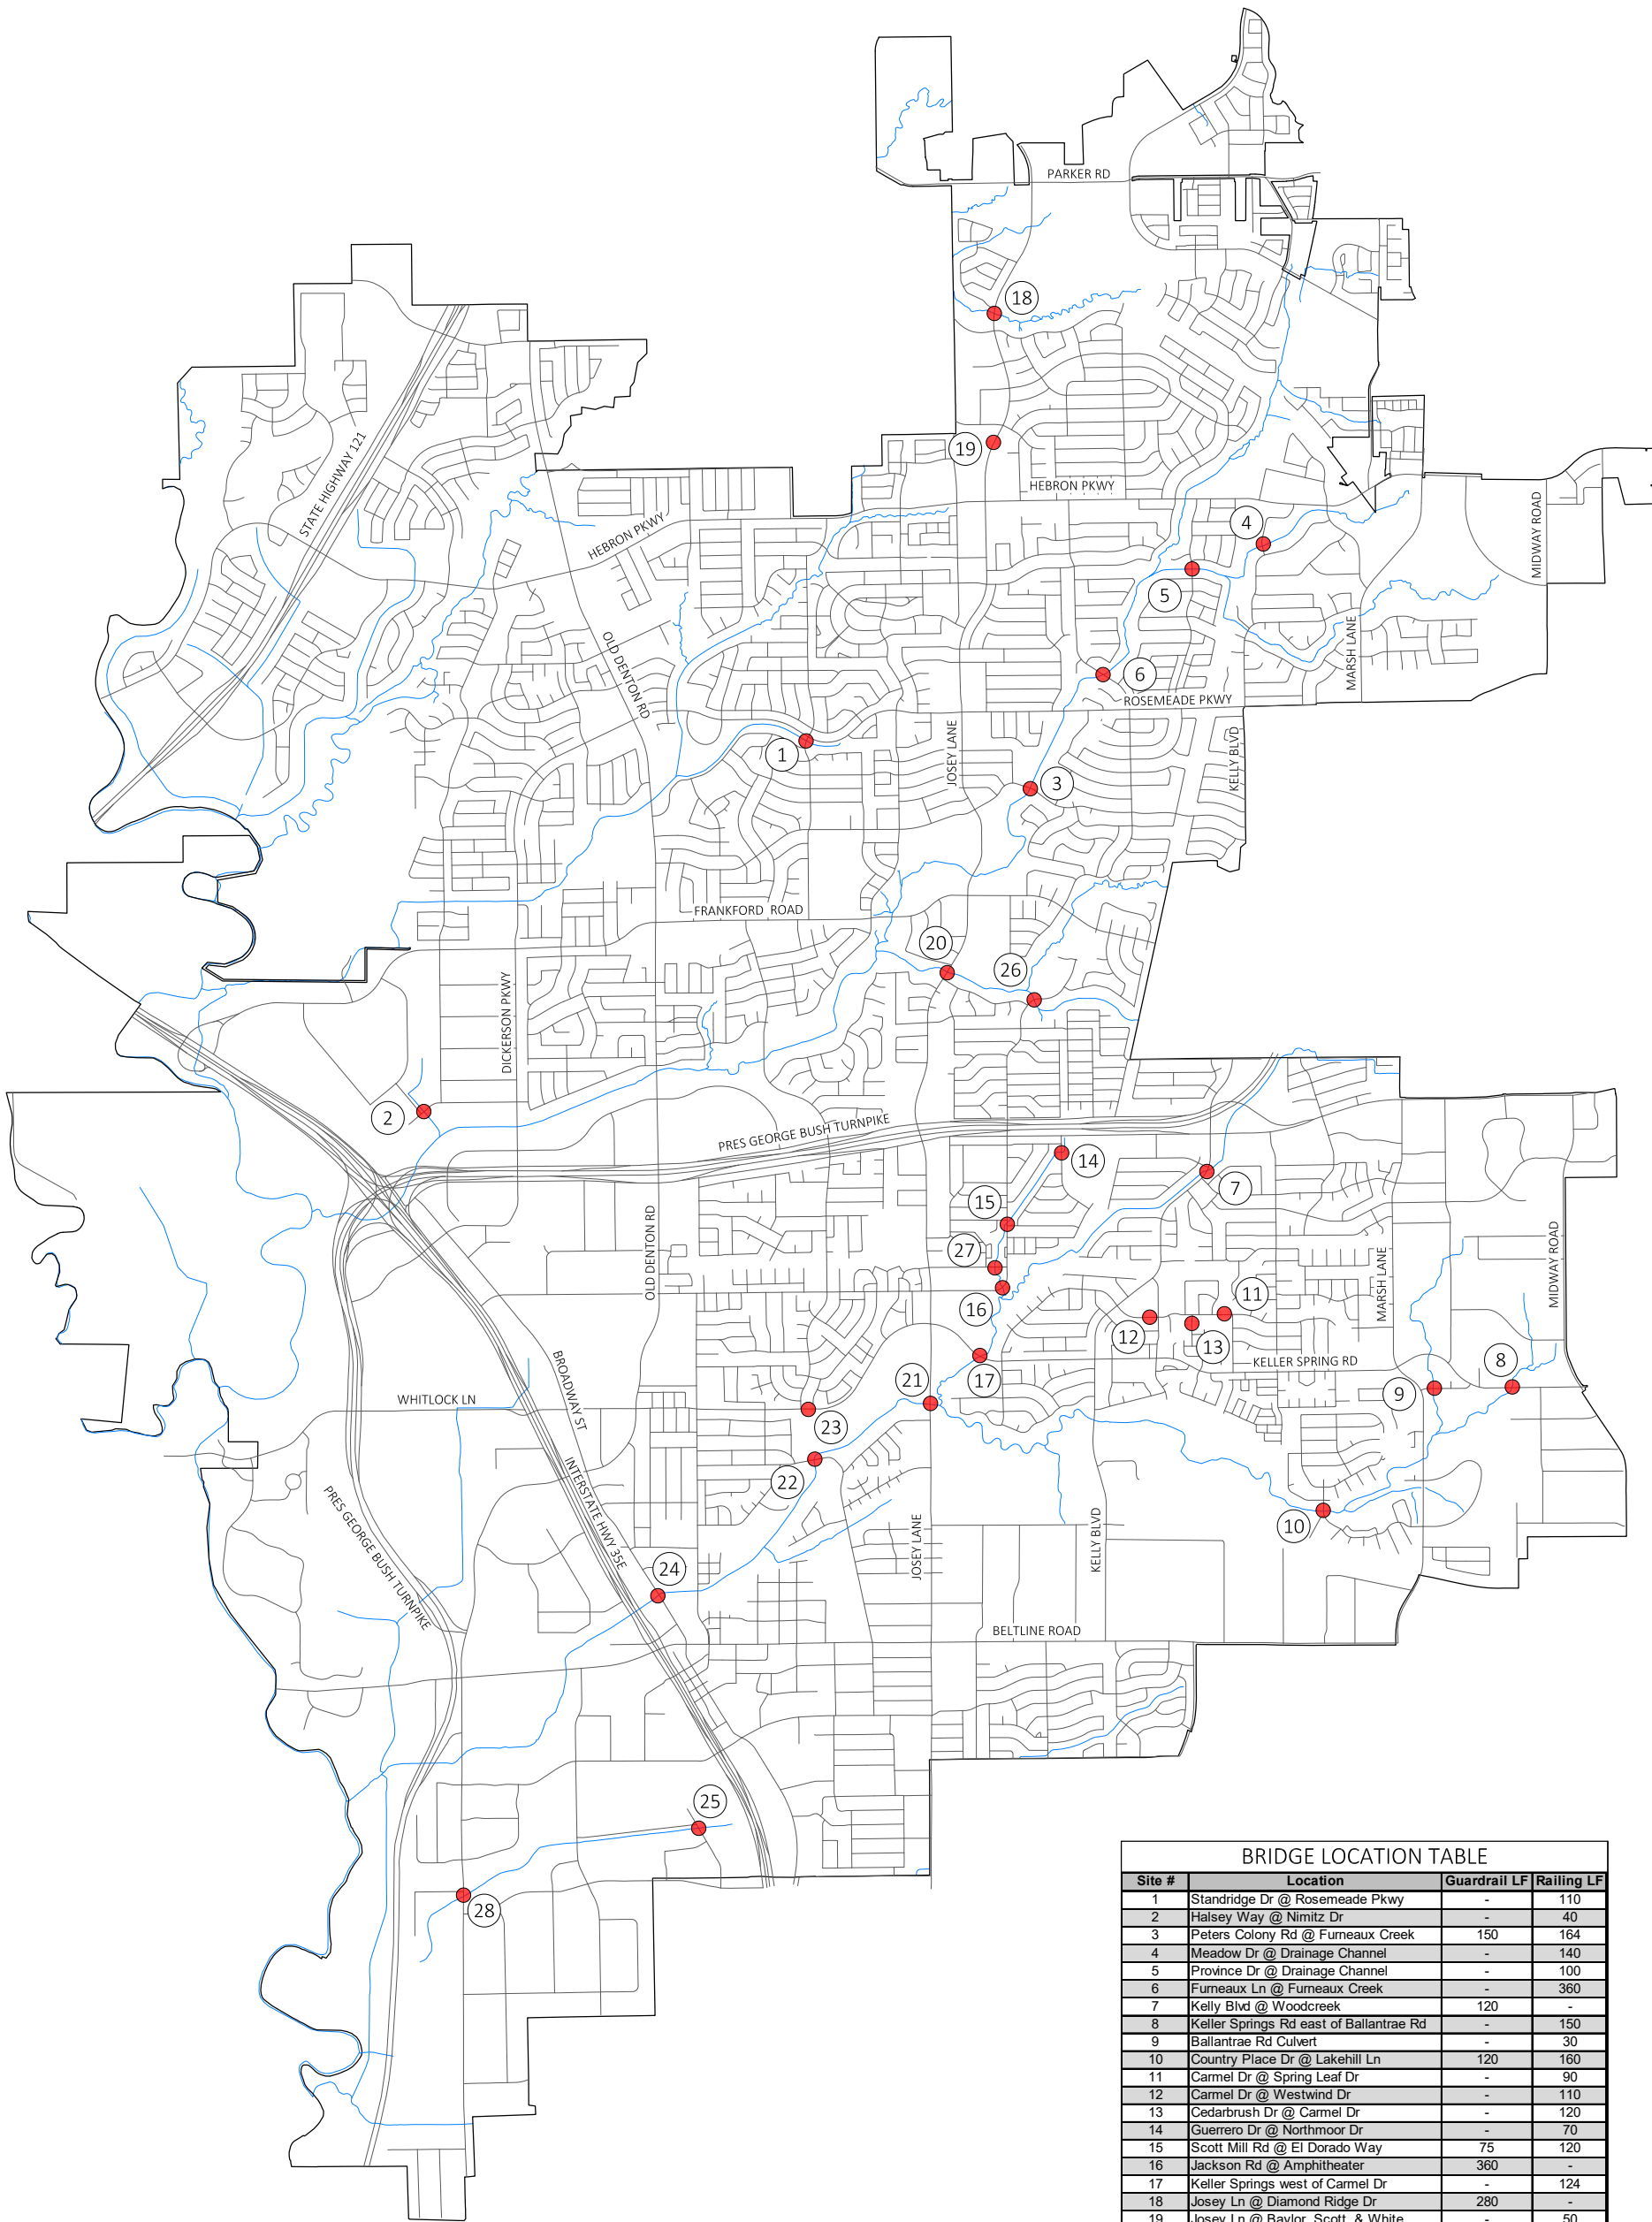 PARKER RD
18
STATE HIGHWAY 121
19
HEBRON PKWY
MIDWAY ROAD
4
HEBRON PKWY
5
OLD DENTON RD
MARSH LANE
6
ROSEMEADE PKWY
JOSEY LANE
KELLY BLVD
1
3
FRANKFORD ROAD
20
26
DICKERSON PKWY
2
PRES GEORGE BUSH TURNPIKE
14
7
15
OLD DENTON RD
27
MARSH LANE
MIDWAY ROAD
16
11
12
13
BROADWAY ST
KELLER SPRING RD
17
8
21
9
WHITLOCK LN
23
22
INTERSTATE HWY 35E
PRES GEORGE BUSH TURNPIKE
10
JOSEY LANE
KELLY BLVD
24
BELTLINE ROAD
25
28
BRIDGE LOCATION TABLE
Site # Location Guardrail LF Railing LF
1 Standridge Dr @ Rosemeade Pkwy - 110
2 Halsey Way @ Nimitz Dr - 40
3 Peters Colony Rd @ Furneaux Creek 150 164
4 Meadow Dr @ Drainage Channel - 140
5 Province Dr @ Drainage Channel - 100
6 Furneaux Ln @ Furneaux Creek - 360
7 Kelly Blvd @ Woodcreek 120 -
8 Keller Springs Rd east of Ballantrae Rd - 150
9 Ballantrae Rd Culvert - 30
10 Country Place Dr @ Lakehill Ln 120 160
11 Carmel Dr @ Spring Leaf Dr - 90
12 Carmel Dr @ Westwind Dr - 110
13 Cedarbrush Dr @ Carmel Dr - 120
14 Guerrero Dr @ Northmoor Dr - 70
15 Scott Mill Rd @ El Dorado Way 75 120
16 Jackson Rd @ Amphitheater 360 -
17 Keller Springs west of Carmel Dr - 124
18 Josey Ln @ Diamond Ridge Dr 280 -
19 Josey Ln @ Baylor, Scott, & White - 50